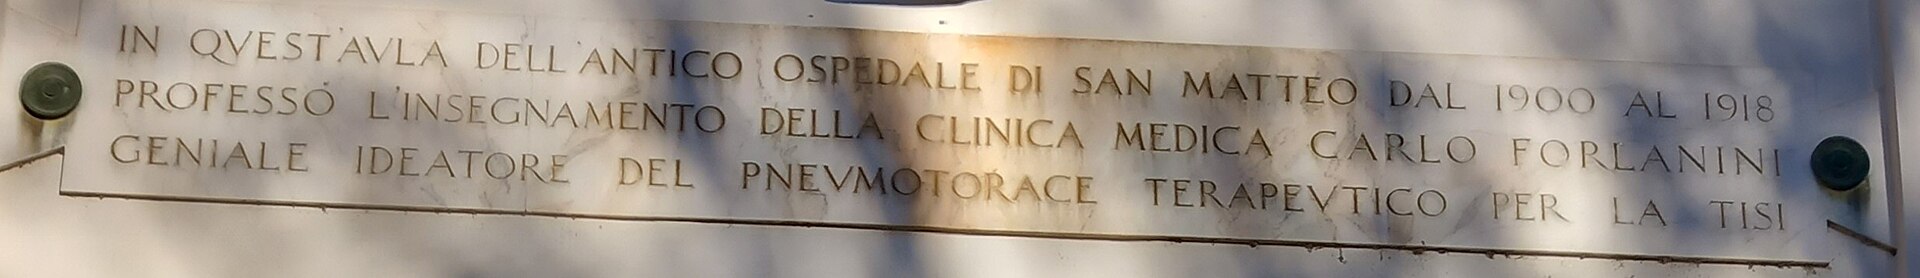 IN QVEST'AVLA DELL'ANTICO OSPEDALE DI SAN MATTEO DAL 1900 AL 1918
PROFESSÒ L'INSEGNAMENTO DELLA CLINICA MEDICA CARLO FORLANINI
GENIALE IDEATORE DEL PNEVMOTORACE TERAPEVTICO PER LA TISI